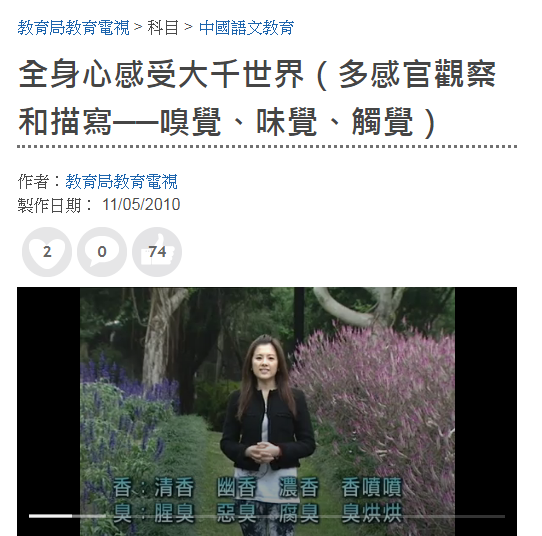 教育局教育電視 > 科目 > 中國語文教育
全身心感受大千世界（多感官觀察
和描寫──嗅覺、味覺、觸覺）
作者：教育局教育電視
製作日期： 11/05/2010
2 0 74
香：清香 幽香 濃香 香噴噴
臭：腥臭 惡臭 腐臭 臭烘烘